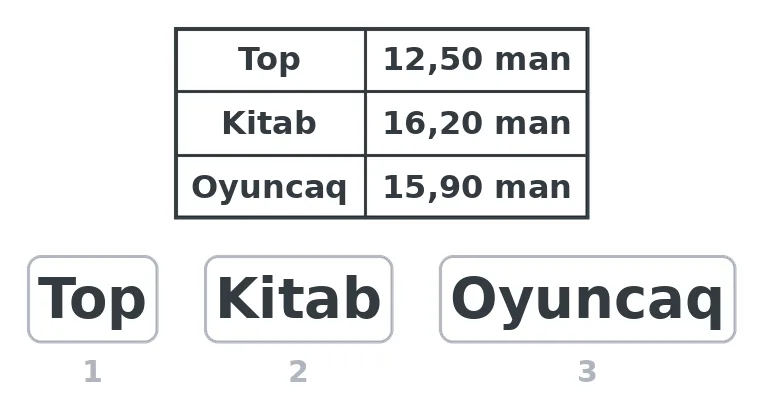 Top 12,50 man
Kitab 16,20 man
Oyuncaq 15,90 man
Top Kitab Oyuncaq
1 2 3